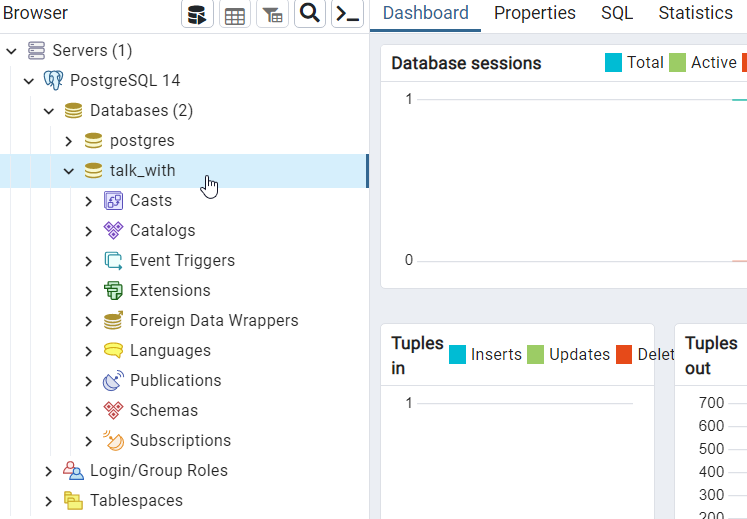 Browser
Dashboard Properties SQL Statistics
Servers (1)
PostgreSQL 14
Databases (2)
postgres
talk_with
Casts
Catalogs
Event Triggers
Extensions
Foreign Data Wrappers
Languages
Publications
Schemas
Subscriptions
Login/Group Roles
Tablespaces
Database sessions
Total Active
1
0
Tuples in
Inserts Updates Delet
1
Tuples out
700
600
500
400
300
200